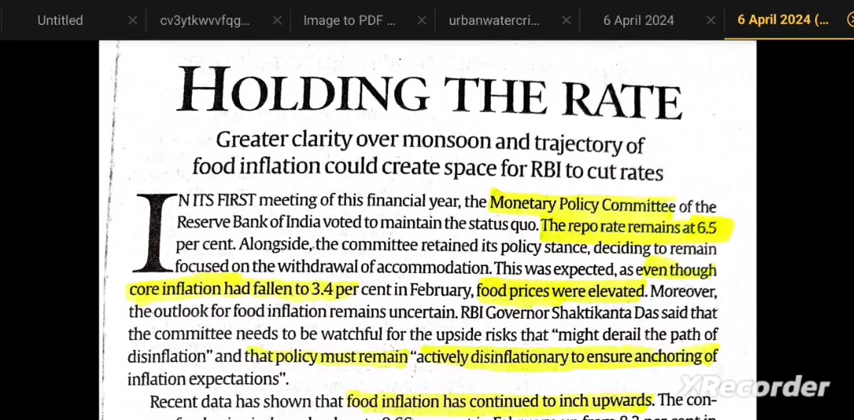 Untitled
cv3ytkwvvfqg...
Image to PDF ...
urbanwatercri...
6 April 2024
6 April 2024 (...
HOLDING THE RATE
Greater clarity over monsoon and trajectory of
food inflation could create space for RBI to cut rates
IN ITS FIRST meeting of this financial year, the Monetary Policy Committee of the
Reserve Bank of India voted to maintain the status quo. The repo rate remains at 6.5
per cent. Alongside, the committee retained its policy stance, deciding to remain
focused on the withdrawal of accommodation. This was expected, as even though
core inflation had fallen to 3.4 per cent in February, food prices were elevated. Moreover,
the outlook for food inflation remains uncertain. RBI Governor Shaktikanta Das said that
the committee needs to be watchful for the upside risks that "might derail the path of
disinflation" and that policy must remain "actively disinflationary to ensure anchoring of
inflation expectations".
Recent data has shown that food inflation has continued to inch upwards. The con-
XRecorder